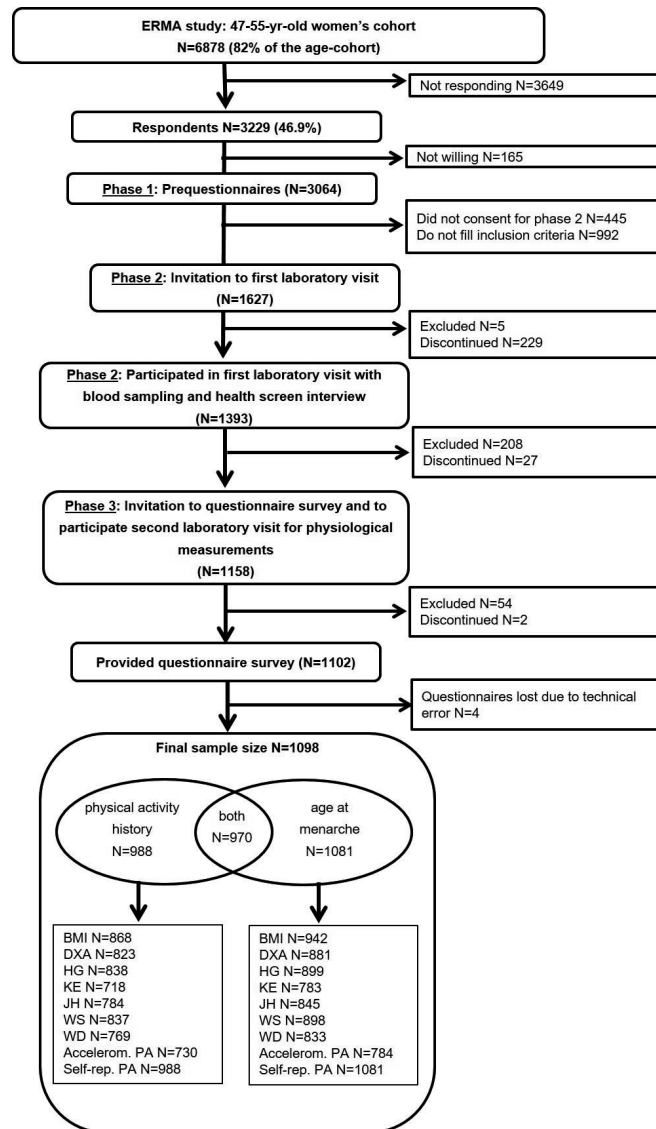 ERMA study: 47-55-yr-old women's cohort
N=6878 (82% of the age-cohort)
Not responding N=3649
Respondents N=3229 (46.9%)
Not willing N=165
Phase 1: Prequestionnaires (N=3064)
Did not consent for phase 2 N=445
Do not fill inclusion criteria N=992
Phase 2: Invitation to first laboratory visit
(N=1627)
Excluded N=5
Discontinued N=229
Phase 2: Participated in first laboratory visit with
blood sampling and health screen interview
(N=1393)
Excluded N=208
Discontinued N=27
Phase 3: Invitation to questionnaire survey and to
participate second laboratory visit for physiological
measurements
(N=1158)
Excluded N=54
Discontinued N=2
Provided questionnaire survey (N=1102)
Questionnaires lost due to technical
error N=4
Final sample size N=1098
physical activity
history
N=988
both
N=970
age at
menarche
N=1081
BMI N=868
DXA N=823
HG N=838
KE N=718
JH N=784
WS N=837
WD N=769
Accelerom. PA N=730
Self-rep. PA N=988
BMI N=942
DXA N=881
HG N=899
KE N=783
JH N=845
WS N=898
WD N=833
Accelerom. PA N=784
Self-rep. PA N=1081